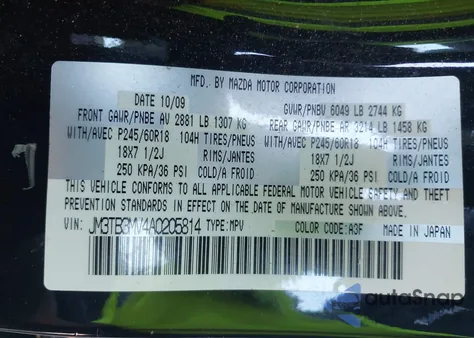 MFD. BY MAZDA MOTOR CORPORATION
DATE 10/09 GVWR/PNBV 6049 LB 2744 KG
FRONT GAWR/PNBE AV 2881 LB 1307 KG REAR GAWR/PNBE AR 3214 LB 1458 KG
WITH/AVEC P245/60R18 104H TIRES/PNEUS WITH/AVEC P245/60R18 104H TIRES/PNEUS
18X7 1/2J RIMS/JANTES 18X7 1/2J RIMS/JANTES
250 KPA/36 PSI COLD/A FROID 250 KPA/36 PSI COLD/A FROID
THIS VEHICLE CONFORMS TO ALL APPLICABLE FEDERAL MOTOR VEHICLE SAFETY AND THEFT
PREVENTION STANDARDS IN EFFECT ON THE DATE OF MANUFACTURE SHOWN ABOVE.
VIN: JM3TB3MV4A0205814 TYPE: MPV COLOR CODE: A3F MADE IN JAPAN
autoSnap